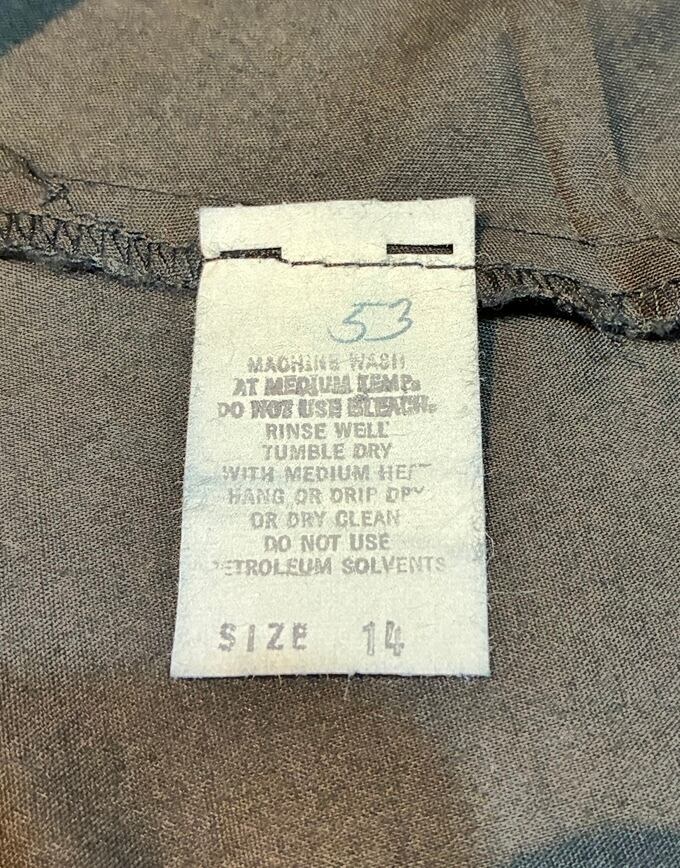 53
MACHINE WASH
AT MEDIUM TEMP.
DO NOT USE BLEACH.
RINSE WELL
TUMBLE DRY
WITH MEDIUM HEAT
HANG OR DRIP DRY
OR DRY CLEAN
DO NOT USE
PETROLEUM SOLVENTS
SIZE 14